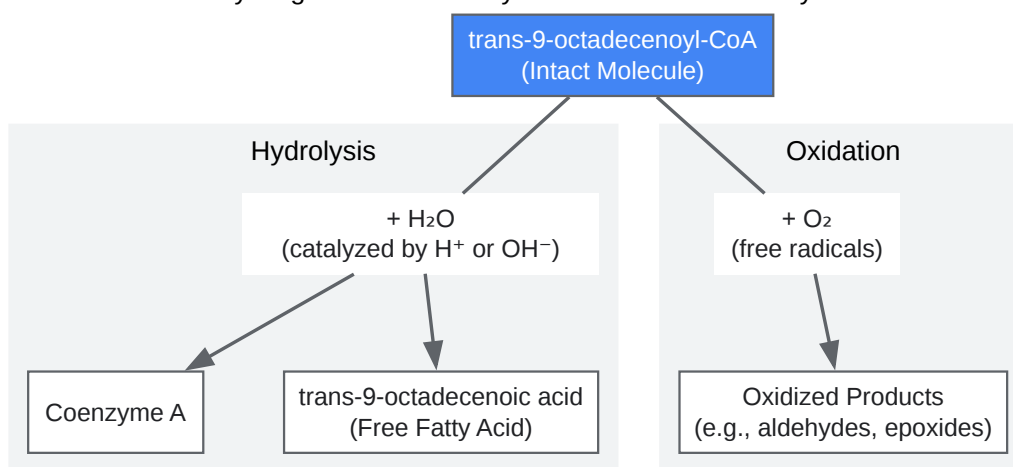 trans-9-octadecenoyl-CoA
(Intact Molecule)
Hydrolysis
Oxidation
+ H₂O
(catalyzed by H⁺ or OH⁻)
+ O₂
(free radicals)
Coenzyme A
trans-9-octadecenoic acid
(Free Fatty Acid)
Oxidized Products
(e.g., aldehydes, epoxides)